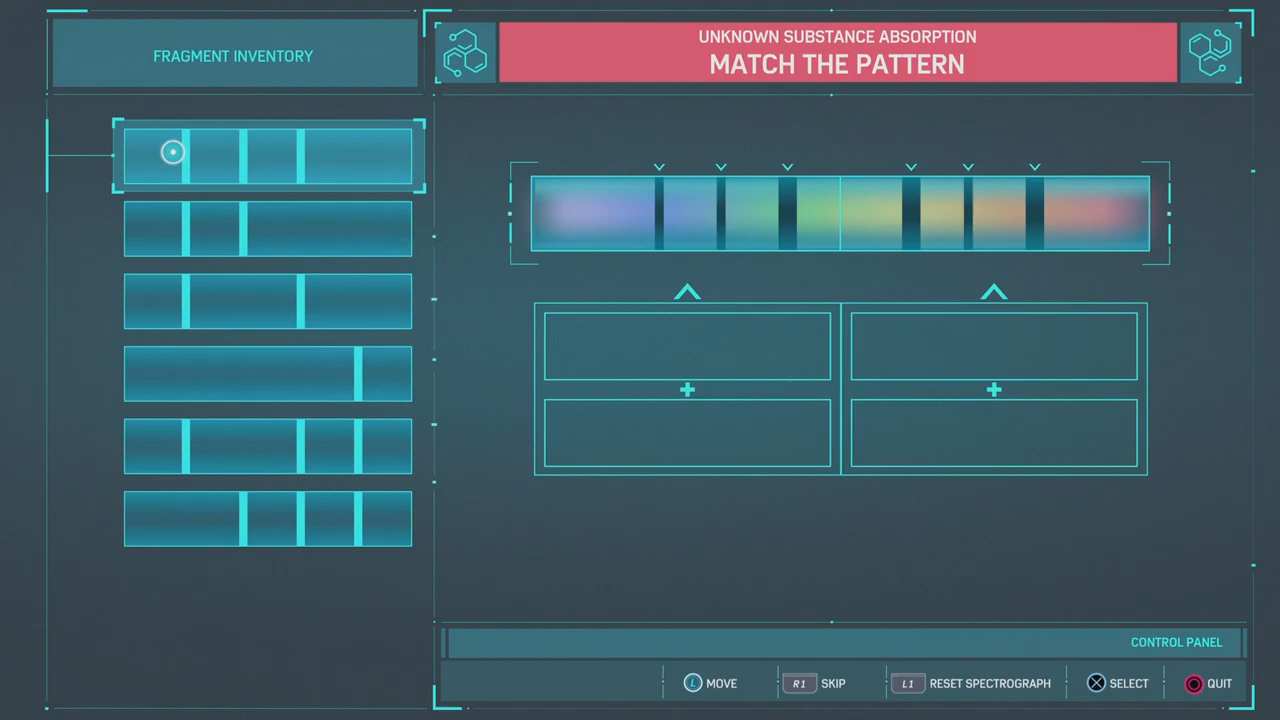 FRAGMENT INVENTORY
UNKNOWN SUBSTANCE ABSORPTION
MATCH THE PATTERN
CONTROL PANEL
L MOVE
R1 SKIP
L1 RESET SPECTROGRAPH
SELECT
QUIT